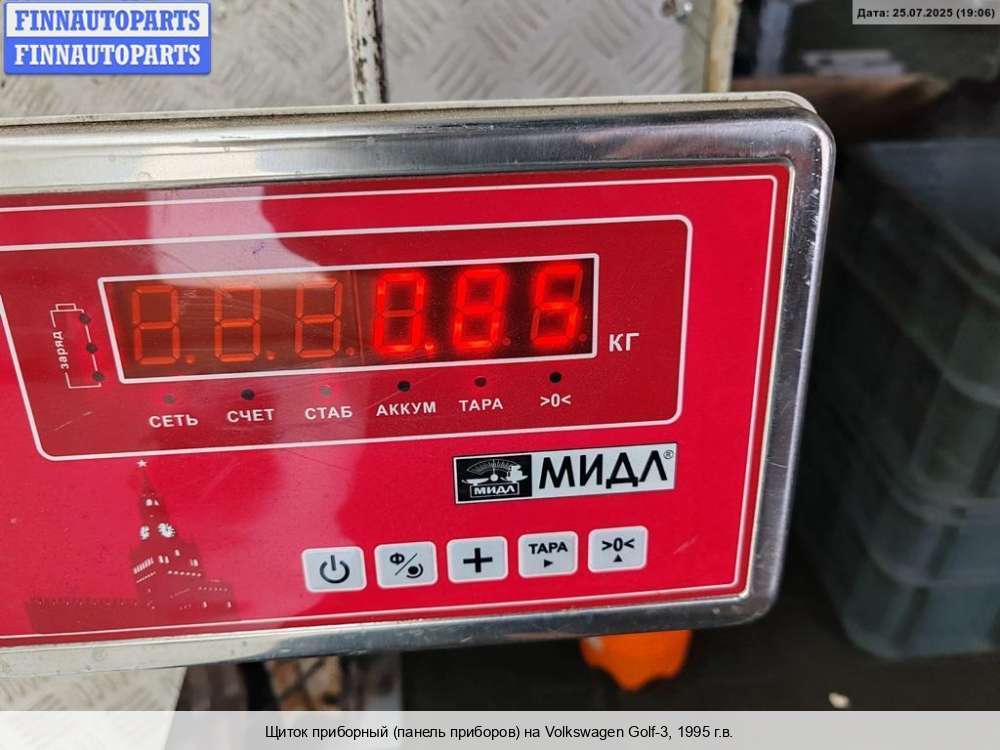 FINNAUTOPARTS
FINNAUTOPARTS
Дата: 25.07.2025 (19:06)
заряд
0.85
КГ
СЕТЬ СЧЕТ СТАБ АККУМ ТАРА >0<
МИДЛ МИДЛ®
Ф ТАРА >0<
Щиток приборный (панель приборов) на Volkswagen Golf-3, 1995 г.в.